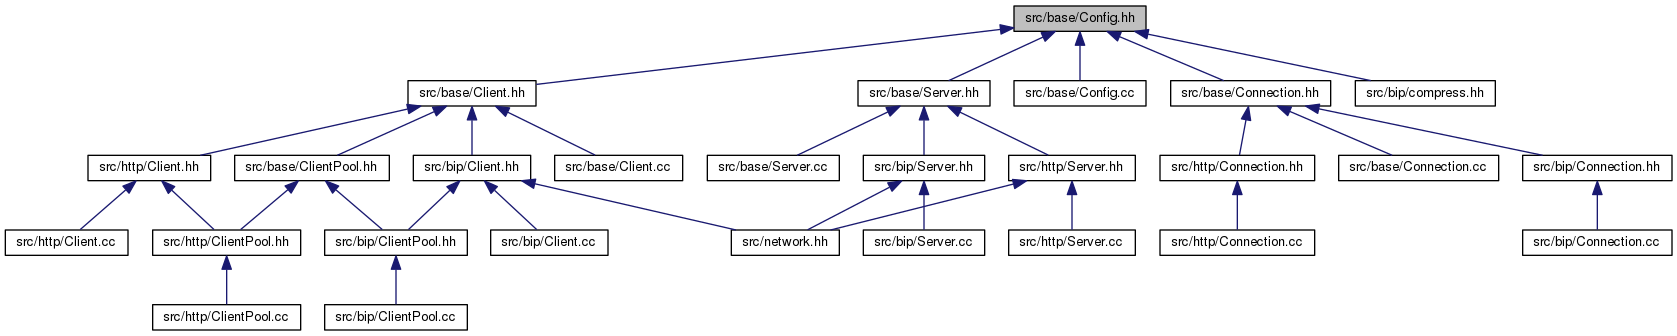 src/base/Config.hh
src/base/Client.hh
src/base/Server.hh
src/base/Config.cc
src/base/Connection.hh
src/bip/compress.hh
src/http/Client.hh
src/base/ClientPool.hh
src/bip/Client.hh
src/base/Client.cc
src/base/Server.cc
src/bip/Server.hh
src/http/Server.hh
src/http/Connection.hh
src/base/Connection.cc
src/bip/Connection.hh
src/http/Client.cc
src/http/ClientPool.hh
src/bip/ClientPool.hh
src/bip/Client.cc
src/network.hh
src/bip/Server.cc
src/http/Server.cc
src/http/Connection.cc
src/bip/Connection.cc
src/http/ClientPool.cc
src/bip/ClientPool.cc